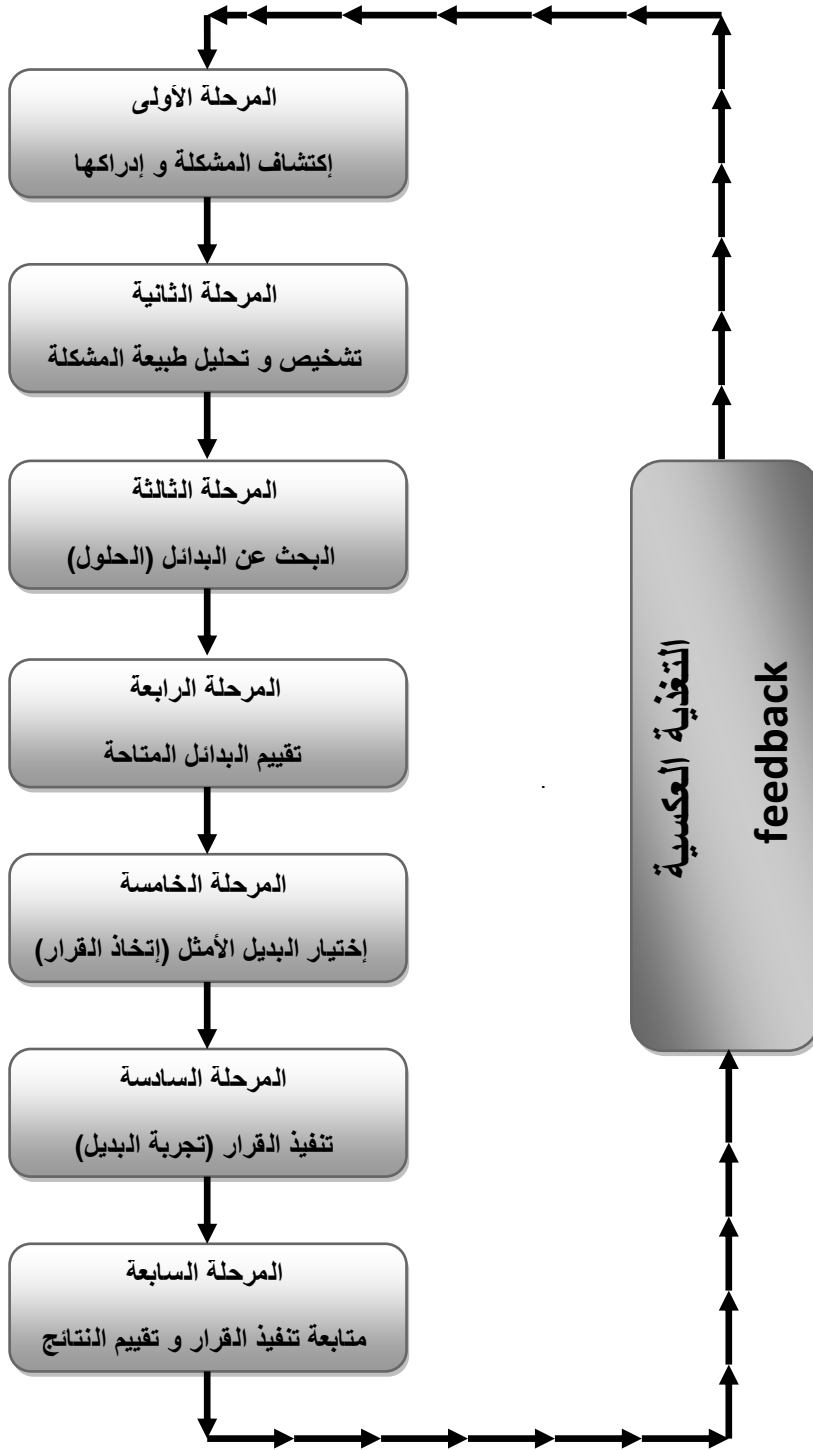 المرحلة الأولى
إكتشاف المشكلة و إدراكها
المرحلة الثانية
تشخيص و تحليل طبيعة المشكلة
المرحلة الثالثة
البحث عن البدائل (الحلول)
المرحلة الرابعة
تقييم البدائل المتاحة
المرحلة الخامسة
إختيار البديل الأمثل (إتخاذ القرار)
المرحلة السادسة
تنفيذ القرار (تجربة البديل)
المرحلة السابعة
متابعة تنفيذ القرار و تقييم النتائج
التغذية العكسية
feedback